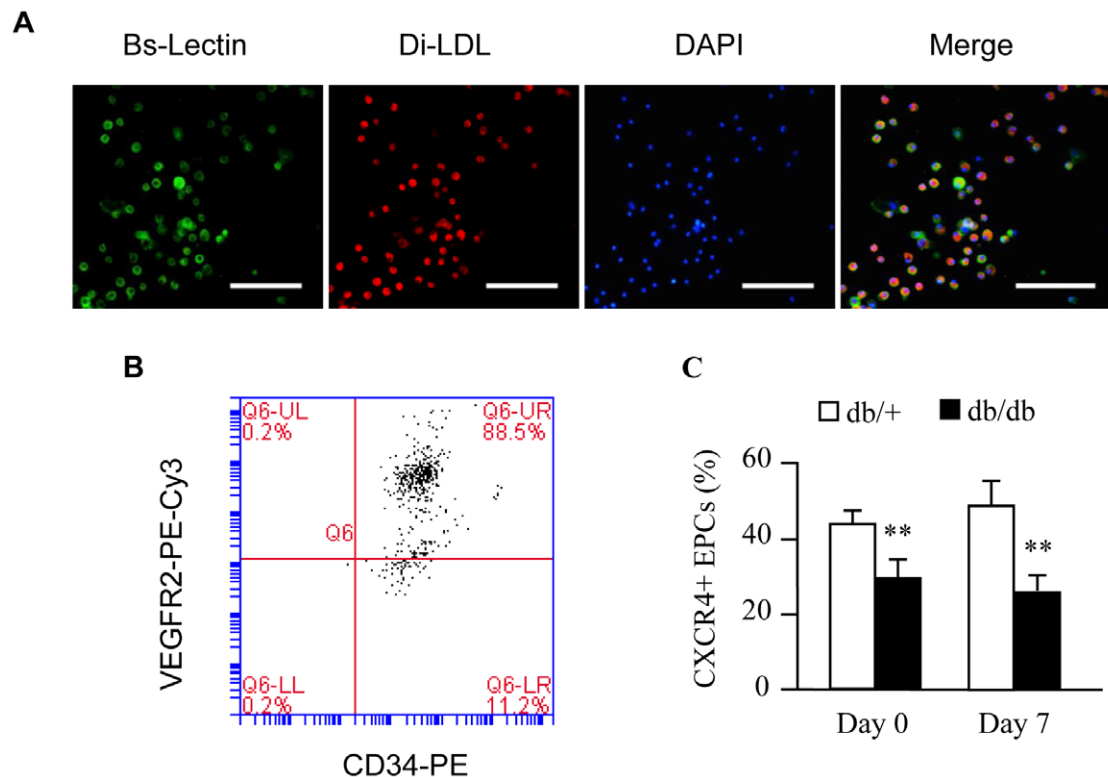 A
Bs-Lectin
Di-LDL
DAPI
Merge
B
Q6-UL
0.2%
Q6-UR
88.5%
Q6
Q6-LL
0.2%
Q6-LR
11.2%
VEGFR2-PE-Cy3
CD34-PE
C
db/+
db/db
CXCR4+ EPCs (%)
60
40
20
0
**
**
Day 0
Day 7